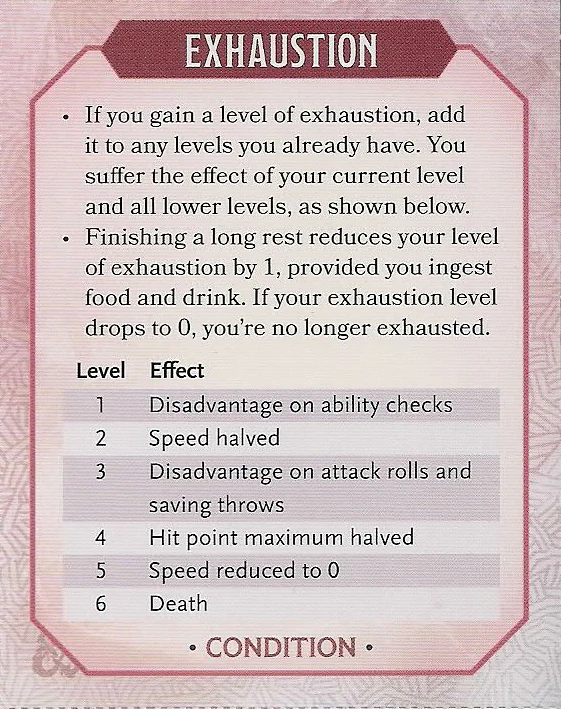 EXHAUSTION
• If you gain a level of exhaustion, add
it to any levels you already have. You
suffer the effect of your current level
and all lower levels, as shown below.
• Finishing a long rest reduces your level
of exhaustion by 1, provided you ingest
food and drink. If your exhaustion level
drops to 0, you're no longer exhausted.
Level Effect
1 Disadvantage on ability checks
2 Speed halved
3 Disadvantage on attack rolls and
saving throws
4 Hit point maximum halved
5 Speed reduced to 0
6 Death
• CONDITION •